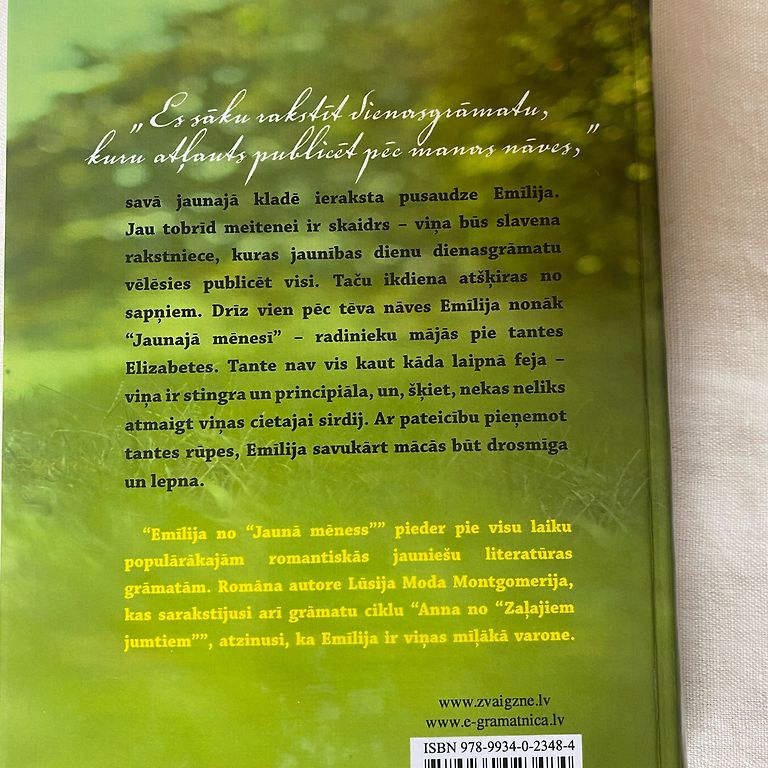 „Es sāku rakstīt dienasgrāmatu,
kuru atļauts publicēt pēc manas nāves,”
savā jaunajā kladē ieraksta pusaudze Emīlija.
Jau tobrīd meitenei ir skaidrs – viņa būs slavena
rakstniece, kuras jaunības dienu dienasgrāmatu
vēlēsies publicēt visi. Taču ikdiena atšķiras no
sapņiem. Drīz vien pēc tēva nāves Emīlija nonāk
“Jaunajā mēnesī” – radinieku mājās pie tantes
Elizabetes. Tante nav vis kaut kāda laipnā feja –
viņa ir stingra un principiāla, un, šķiet, nekas neliks
atmaigt viņas cietajai sirdij. Ar pateicību pieņemot
tantes rūpes, Emīlija savukārt mācās būt drosmīga
un lepna.
“Emīlija no “Jaunā mēness”” pieder pie visu laiku
populārākajām romantiskās jauniešu literatūras
grāmatām. Romāna autore Lūsija Moda Montgomerija,
kas sarakstījusi arī grāmatu ciklu “Anna no “Zaļajiem
jumtiem””, atzinusi, ka Emīlija ir viņas mīļākā varone.
www.zvaigzne.lv
www.e-gramatnica.lv
ISBN 978-9934-0-2348-4